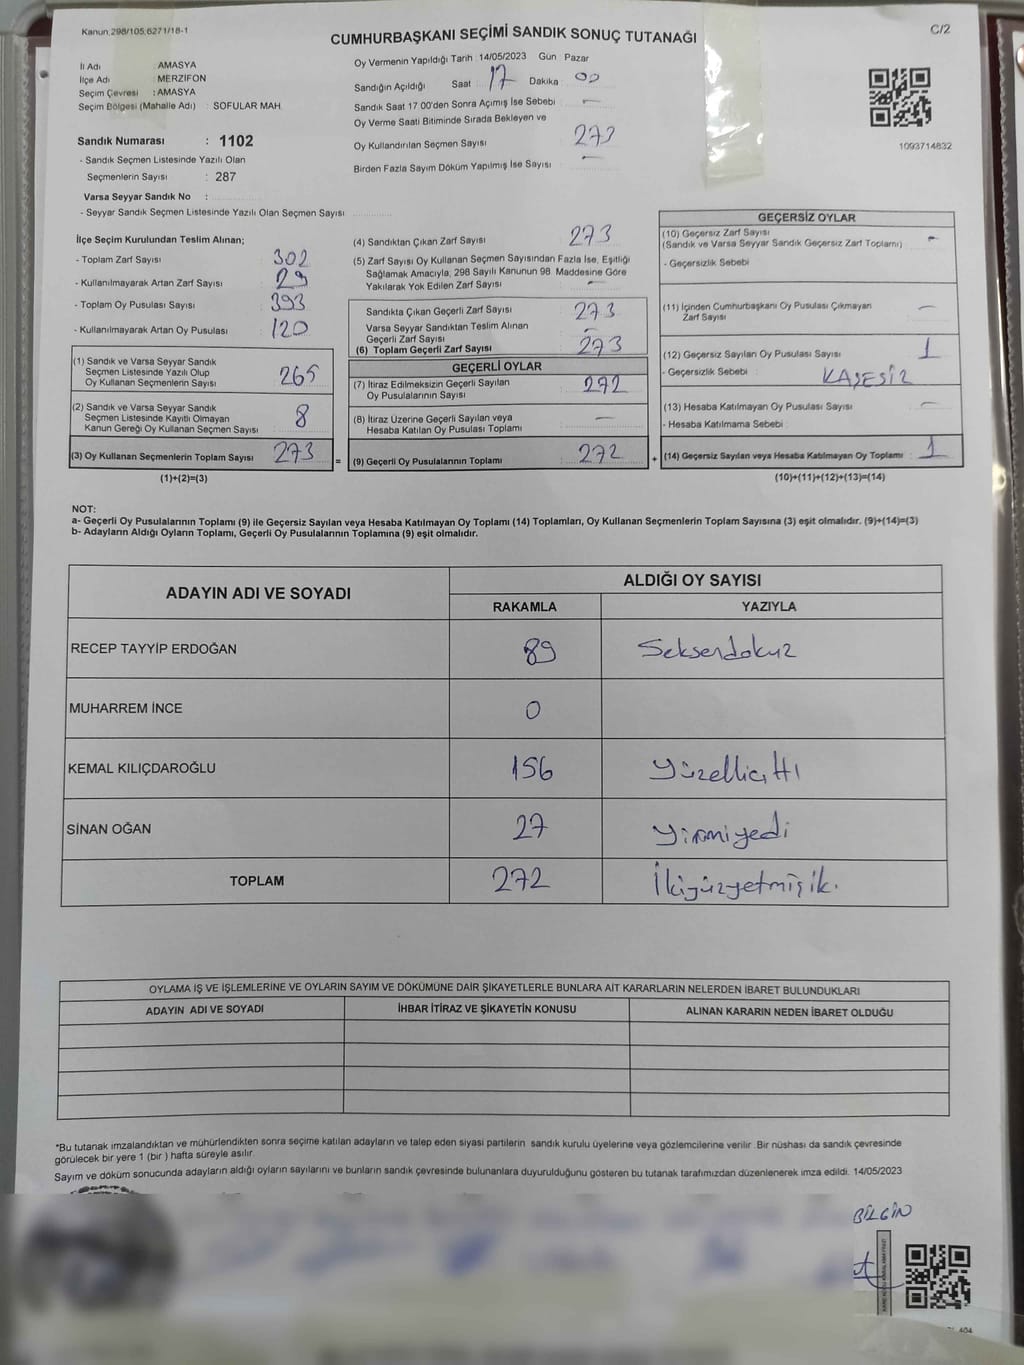 Kanun,298/105,6271/18-1
CUMHURBAŞKANI SEÇİMİ SANDIK SONUÇ TUTANAĞI
C/2
İl Adı : AMASYA
İlçe Adı : MERZİFON
Seçim Çevresi : AMASYA
Seçim Bölgesi (Mahalle Adı) : SOFULAR MAH
Sandık Numarası : 1102
- Sandık Seçmen Listesinde Yazılı Olan
Seçmenlerin Sayısı : 287
Varsa Seyyar Sandık No :
- Seyyar Sandık Seçmen Listesinde Yazılı Olan Seçmen Sayısı
Oy Vermenin Yapıldığı Tarih 14/05/2023 Gün Pazar
Sandığın Açıldığı Saat 17 Dakika 00
Sandık Saat 17 00'den Sonra Açımış İse Sebebi : -
Oy Verme Saati Bitiminde Sırada Bekleyen ve
Oy Kullandırılan Seçmen Sayısı : 273
Birden Fazla Sayım Döküm Yapılmış İse Sayısı : -
1093714832
İlçe Seçim Kurulundan Teslim Alınan;
- Toplam Zarf Sayısı : 302
- Kullanılmayarak Artan Zarf Sayısı : 29
- Toplam Oy Pusulası Sayısı : 393
- Kullanılmayarak Artan Oy Pusulası : 120
(1) Sandık ve Varsa Seyyar Sandık
Seçmen Listesinde Yazılı Olup
Oy Kullanan Seçmenlerin Sayısı : 265
(2) Sandık ve Varsa Seyyar Sandık
Seçmen Listesinde Kayıtlı Olmayan
Kanun Gereği Oy Kullanan Seçmen Sayısı : 8
(3) Oy Kullanan Seçmenlerin Toplam Sayısı : 273
(1)+(2)=(3)
(4) Sandıktan Çıkan Zarf Sayısı : 273
(5) Zarf Sayısı Oy Kullanan Seçmen Sayısından Fazla İse, Eşitliği
Sağlamak Amacıyla, 298 Sayılı Kanunun 98 Maddesine Göre
Yakılarak Yok Edilen Zarf Sayısı : -
Sandıkta Çıkan Geçerli Zarf Sayısı : 273
Varsa Seyyar Sandıktan Teslim Alınan
Geçerli Zarf Sayısı : -
(6) Toplam Geçerli Zarf Sayısı : 273
GEÇERLİ OYLAR
(7) İtiraz Edilmeksizin Geçerli Sayılan
Oy Pusulalarının Sayısı : 272
(8) İtiraz Üzerine Geçerli Sayılan veya
Hesaba Katılan Oy Pusulası Toplamı : -
= (9) Geçerli Oy Pusulalarının Toplamı : 272
GEÇERSİZ OYLAR
(10) Geçersiz Zarf Sayısı : -
(Sandık ve Varsa Seyyar Sandık Geçersiz Zarf Toplamı)
- Geçersizlik Sebebi
(11) İçinden Cumhurbaşkanı Oy Pusulası Çıkmayan
Zarf Sayısı : -
(12) Geçersiz Sayılan Oy Pusulası Sayısı : 1
- Geçersizlik Sebebi : KAŞESİZ
(13) Hesaba Katılmayan Oy Pusulası Sayısı : -
- Hesaba Katılmama Sebebi :
+ (14) Geçersiz Sayılan veya Hesaba Katılmayan Oy Toplamı : 1
(10)+(11)+(12)+(13)=(14)
NOT:
a- Geçerli Oy Pusulalarının Toplamı (9) ile Geçersiz Sayılan veya Hesaba Katılmayan Oy Toplamı (14) Toplamları, Oy Kullanan Seçmenlerin Toplam Sayısına (3) eşit olmalıdır. (9)+(14)=(3)
b- Adayların Aldığı Oyların Toplamı, Geçerli Oy Pusulalarının Toplamına (9) eşit olmalıdır.
ADAYIN ADI VE SOYADI
ALDIĞI OY SAYISI
RAKAMLA YAZIYLA
RECEP TAYYİP ERDOĞAN 89 Seksendokuz
MUHARREM İNCE 0
KEMAL KILIÇDAROĞLU 156 Yüzellialtı
SİNAN OĞAN 27 Yirmiyedi
TOPLAM 272 İkiyüzyetmişik.
OYLAMA İŞ VE İŞLEMLERİNE VE OYLARIN SAYIM VE DÖKÜMÜNE DAİR ŞİKAYETLERLE BUNLARA AİT KARARLARIN NELERDEN İBARET BULUNDUKLARI
ADAYIN ADI VE SOYADI İHBAR İTİRAZ VE ŞİKAYETİN KONUSU ALINAN KARARIN NEDEN İBARET OLDUĞU
*Bu tutanak imzalandıktan ve mühürlendikten sonra seçime katılan adayların ve talep eden siyasi partilerin sandık kurulu üyelerine veya gözlemcilerine verilir. Bir nüshası da sandık çevresinde
görülecek bir yere 1 (bir ) hafta süreyle asılır.
Sayım ve döküm sonucunda adayların aldığı oyların sayılarını ve bunların sandık çevresinde bulunanlara duyurulduğunu gösteren bu tutanak tarafımızdan düzenlenerek imza edildi. 14/05/2023
BİLGİN
404